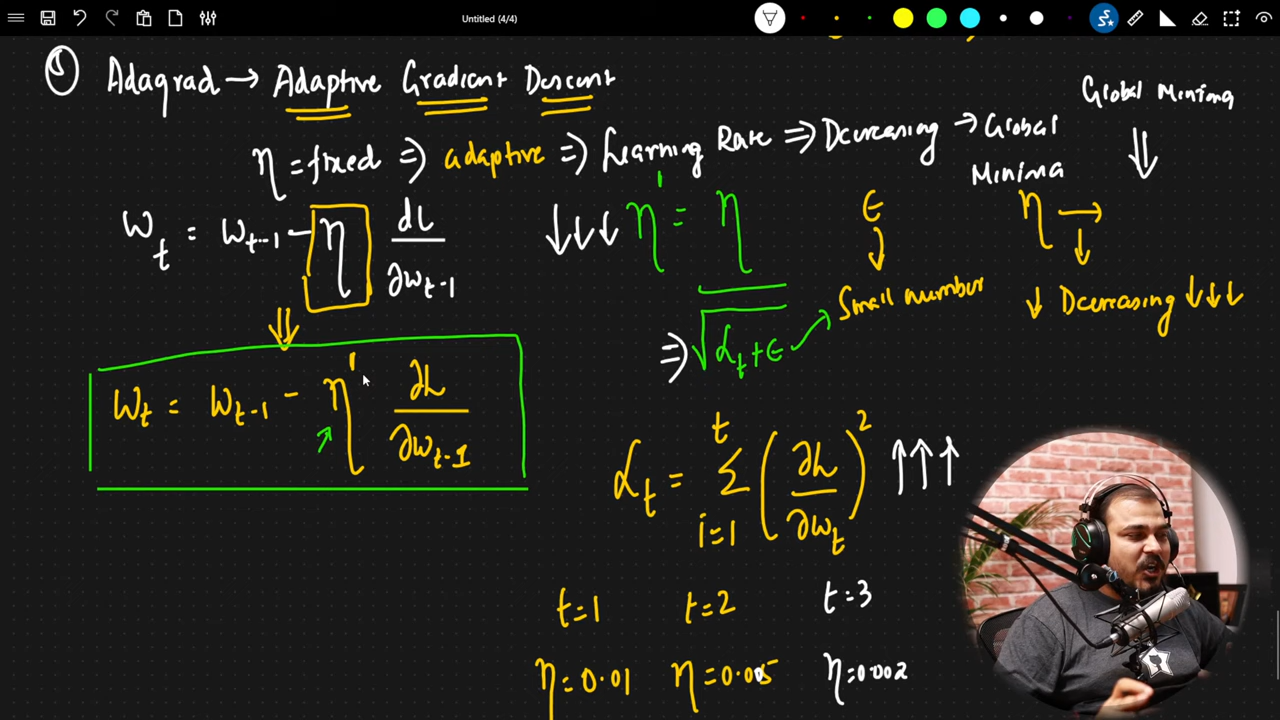 Untitled (4/4)
⑤ Adagrad → Adaptive Gradient Descent
Global Minima
⇓
η = fixed ⇒ adaptive ⇒ Learning Rate ⇒ Decreasing → Global Minima
W_t = W_{t-1} - η dL/∂w_{t-1}
↓↓↓ η' = η / √(α_t + ϵ)
ϵ
Small number
η →
↓ Decreasing ↓↓↓
⇓
⇒
W_t = W_{t-1} - η' ∂L/∂w_{t-1}
α_t = Σ_{i=1}^{t} (∂L/∂w_t)² ↑↑↑
t=1 t=2 t=3
η=0.01 η=0.005 η=0.002